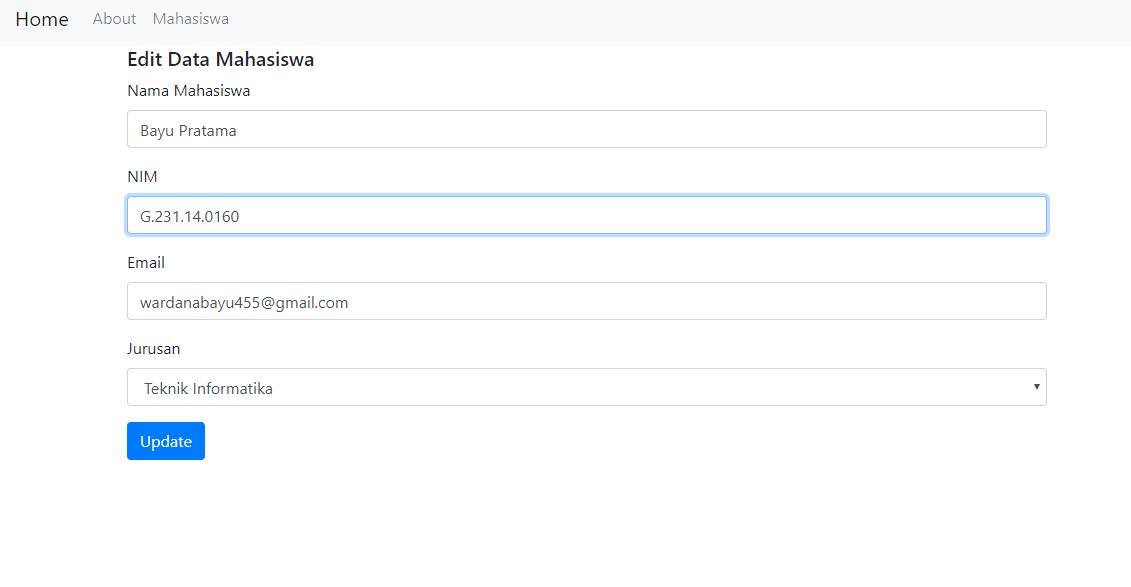 Home About Mahasiswa
Edit Data Mahasiswa
Nama Mahasiswa
Bayu Pratama
NIM
G.231.14.0160
Email
wardanabayu455@gmail.com
Jurusan
Teknik Informatika
Update